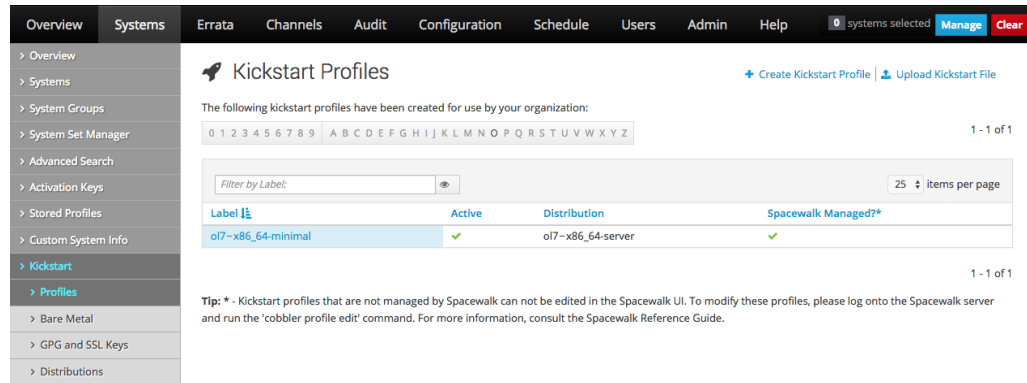 Overview Systems Errata Channels Audit Configuration Schedule Users Admin Help 0 systems selected Manage Clear
> Overview
> Systems
> System Groups
> System Set Manager
> Advanced Search
> Activation Keys
> Stored Profiles
> Custom System Info
> Kickstart
> Profiles
> Bare Metal
> GPG and SSL Keys
> Distributions
Kickstart Profiles
+ Create Kickstart Profile | Upload Kickstart File
The following kickstart profiles have been created for use by your organization:
0 1 2 3 4 5 6 7 8 9 A B C D E F G H I J K L M N O P Q R S T U V W X Y Z
1 - 1 of 1
Filter by Label:
25 items per page
Label Active Distribution Spacewalk Managed?*
ol7-x86_64-minimal ol7-x86_64-server
1 - 1 of 1
Tip: * - Kickstart profiles that are not managed by Spacewalk can not be edited in the Spacewalk UI. To modify these profiles, please log onto the Spacewalk server
and run the 'cobbler profile edit' command. For more information, consult the Spacewalk Reference Guide.